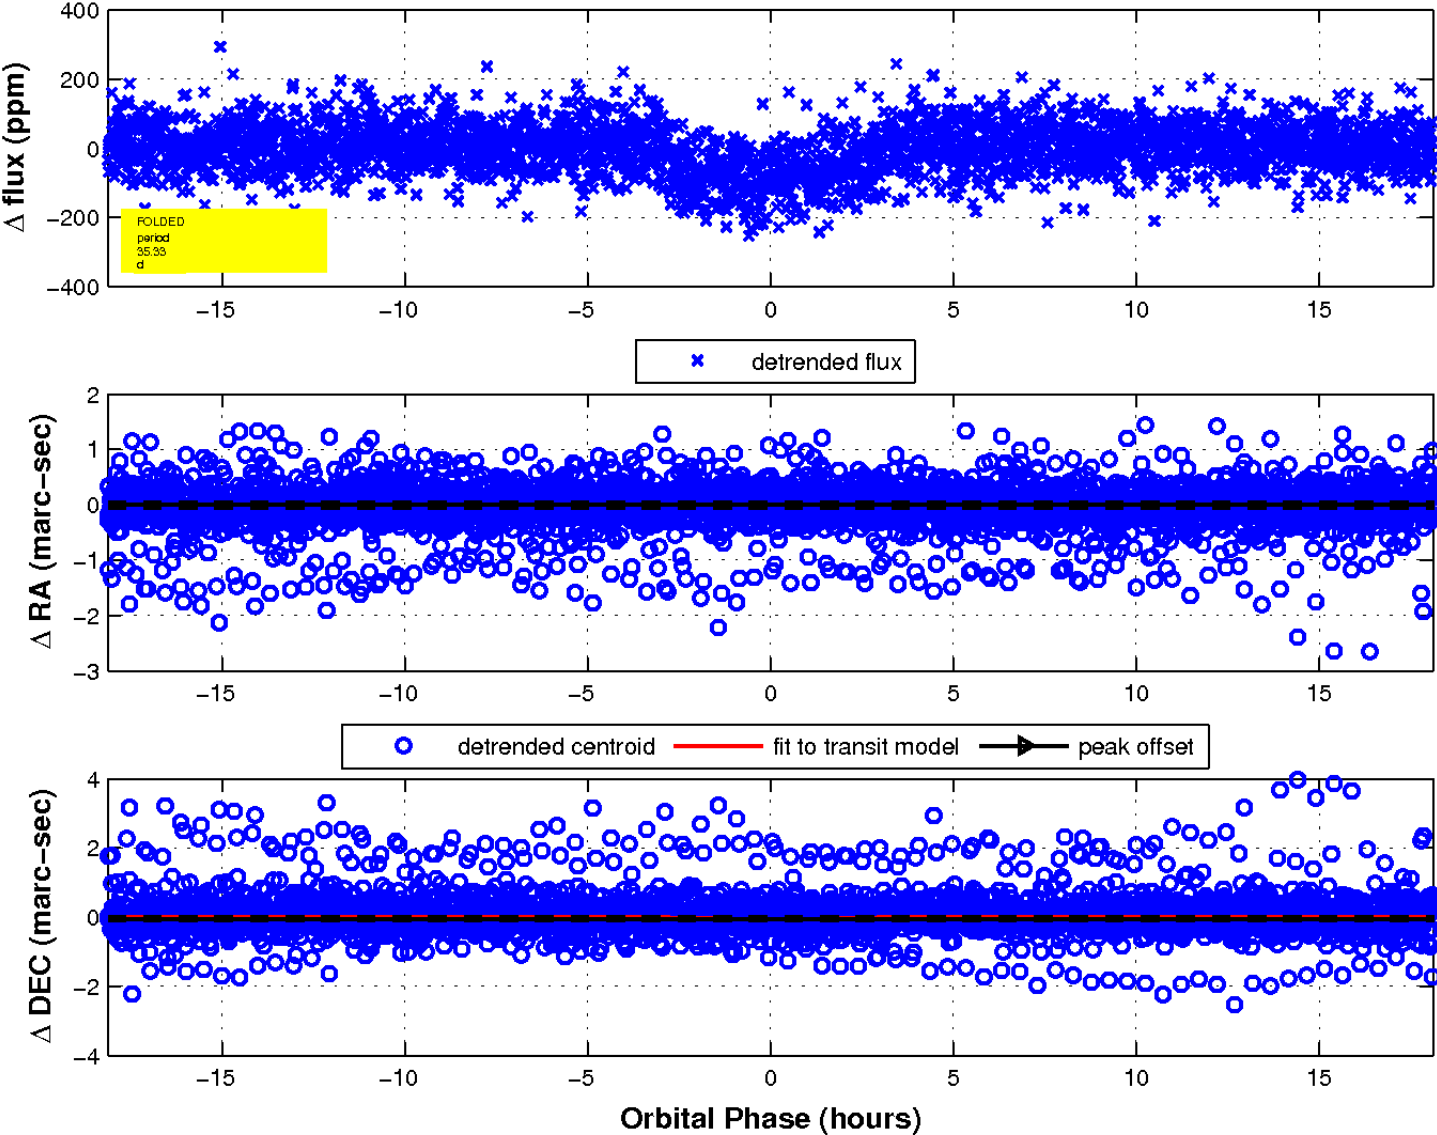 400
200
0
−200
−400
Δ flux (ppm)
FOLDED
period
35.33
d
−15 −10 −5 0 5 10 15
detrended flux
2
1
0
−1
−2
−3
Δ RA (marc−sec)
−15 −10 −5 0 5 10 15
detrended centroid fit to transit model peak offset
4
2
0
−2
−4
Δ DEC (marc−sec)
−15 −10 −5 0 5 10 15
Orbital Phase (hours)